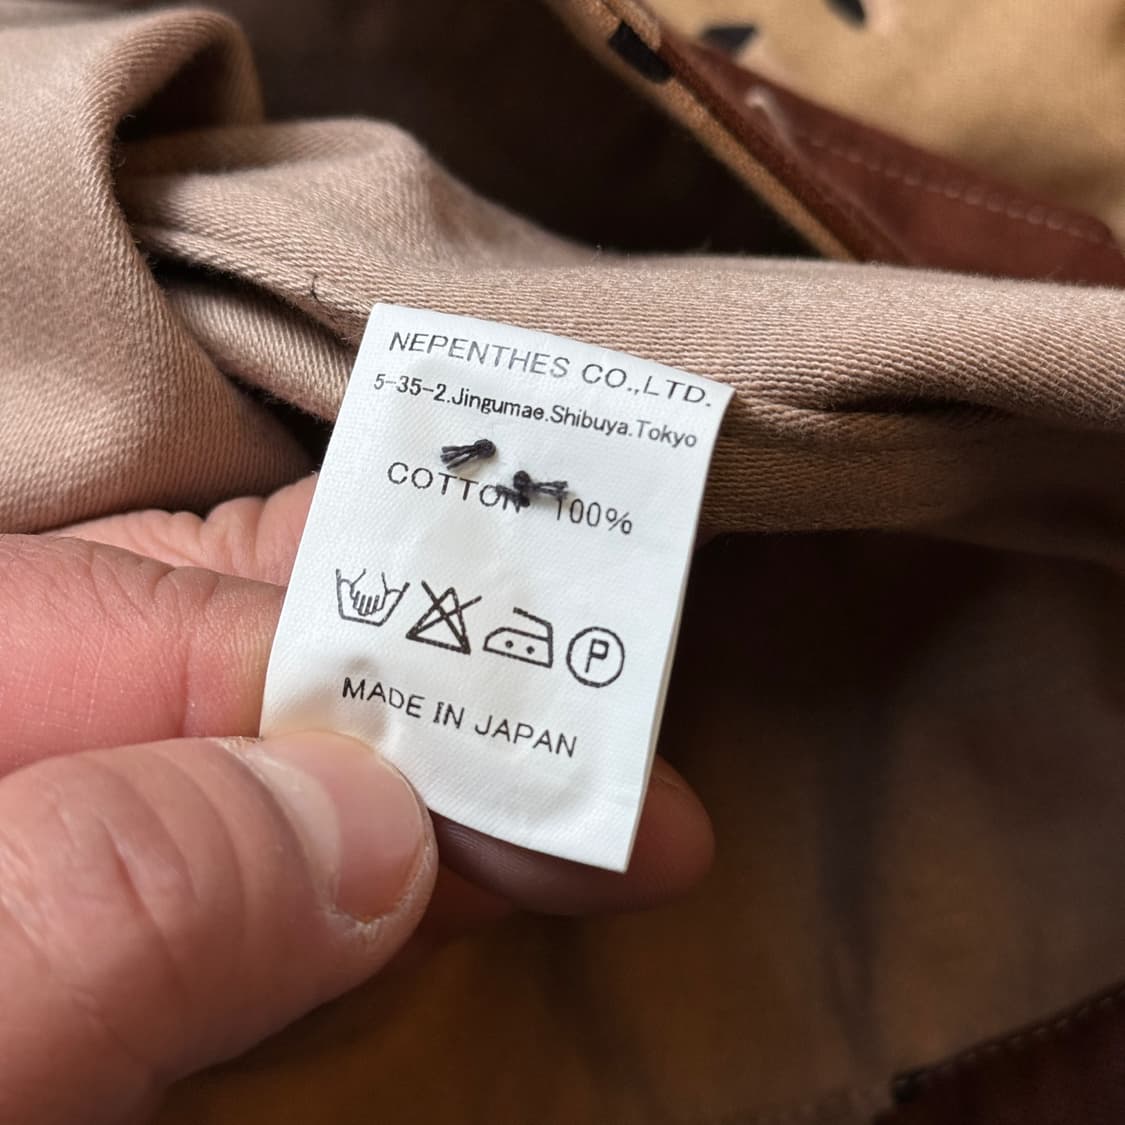 NEPENTHES CO.,LTD.
5-35-2.Jingumae.Shibuya.Tokyo
COTTON 100%
P
MADE IN JAPAN